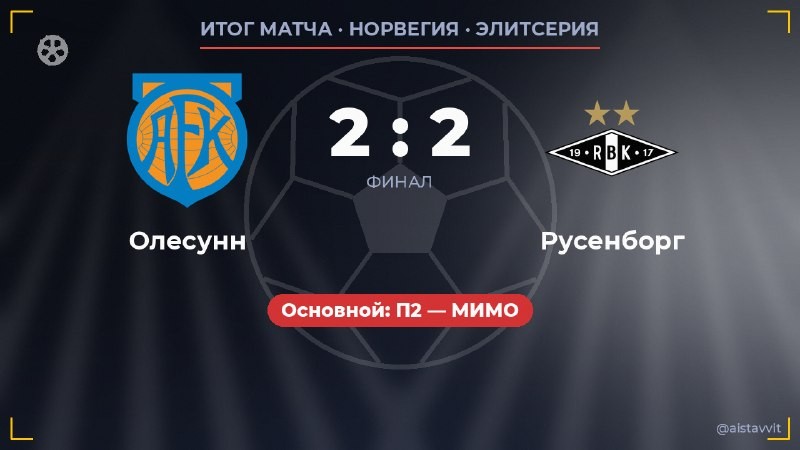 ИТОГ МАТЧА · НОРВЕГИЯ · ЭЛИТСЕРИЯ
AFK
2 : 2
19 · RBK · 17
ФИНАЛ
Олесунн
Русенборг
Основной: П2 — МИМО
@aistavvit